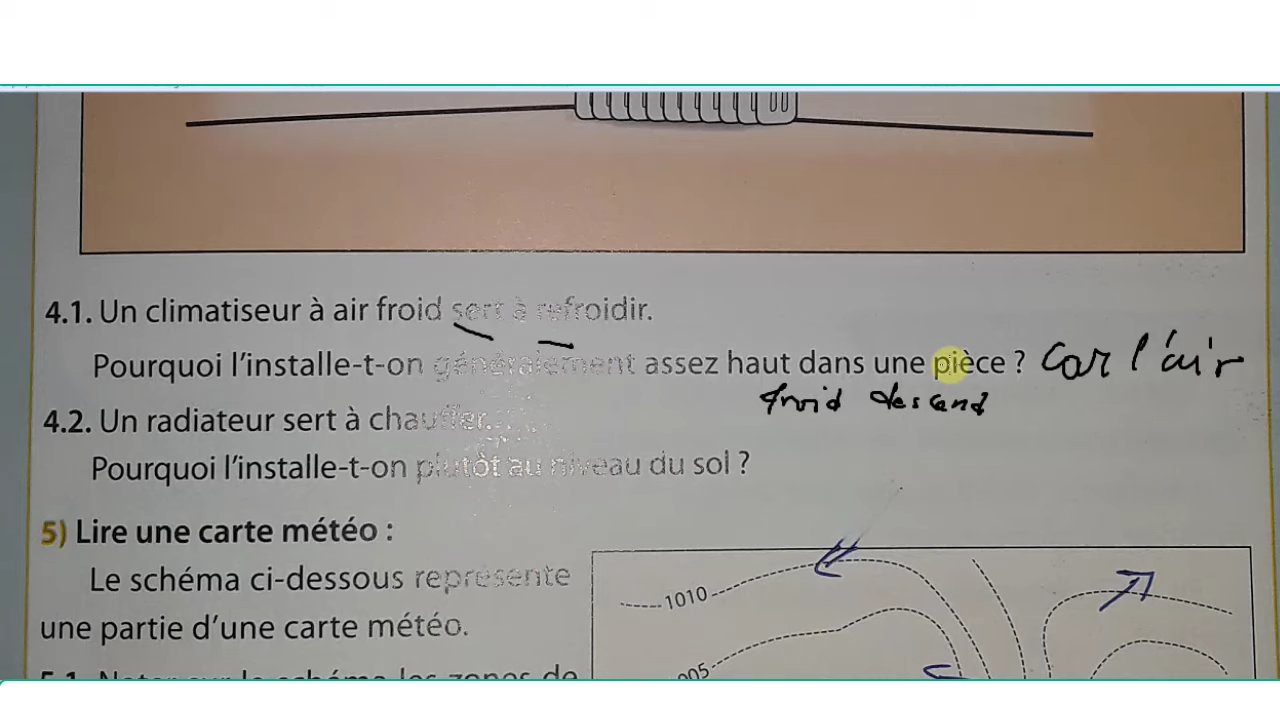 4.1. Un climatiseur à air froid sert à refroidir.
Pourquoi l'installe-t-on généralement assez haut dans une pièce ? Car l'air
froid descend
4.2. Un radiateur sert à chauffer.
Pourquoi l'installe-t-on plutôt au niveau du sol ?
5) Lire une carte météo :
Le schéma ci-dessous représente
1010
une partie d'une carte météo.